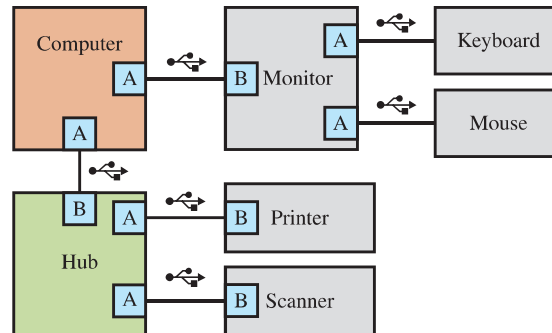 Computer
A
A
B
Monitor
A
A
Keyboard
Mouse
B
Hub
A
A
B
Printer
B
Scanner